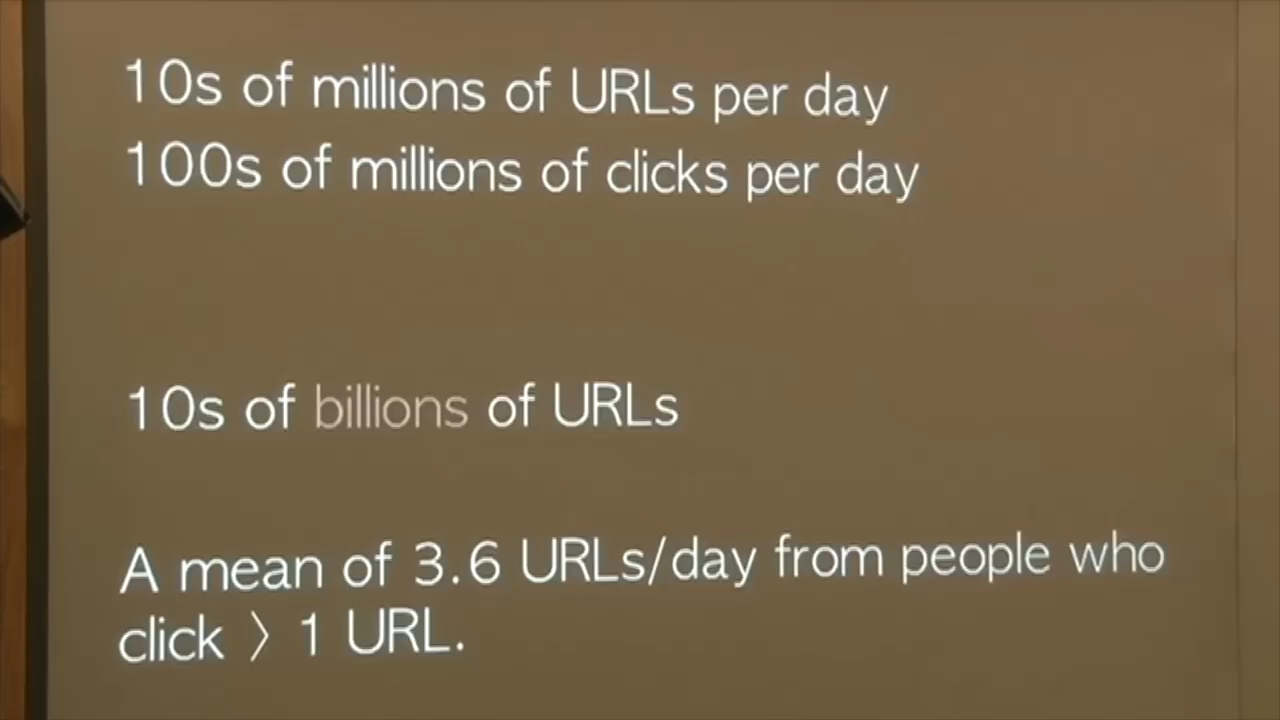 10s of millions of URLs per day
100s of millions of clicks per day
10s of billions of URLs
A mean of 3.6 URLs/day from people who
click > 1 URL.